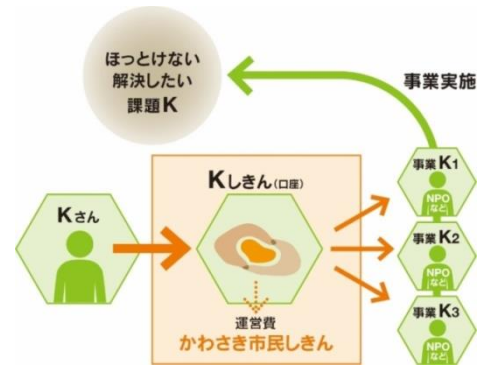 ほっとけない
解決したい
課題K
事業実施
Kしきん(口座)
Kさん
運営費
かわさき市民しきん
事業K1
NPO
など
事業K2
NPO
など
事業K3
NPO
など